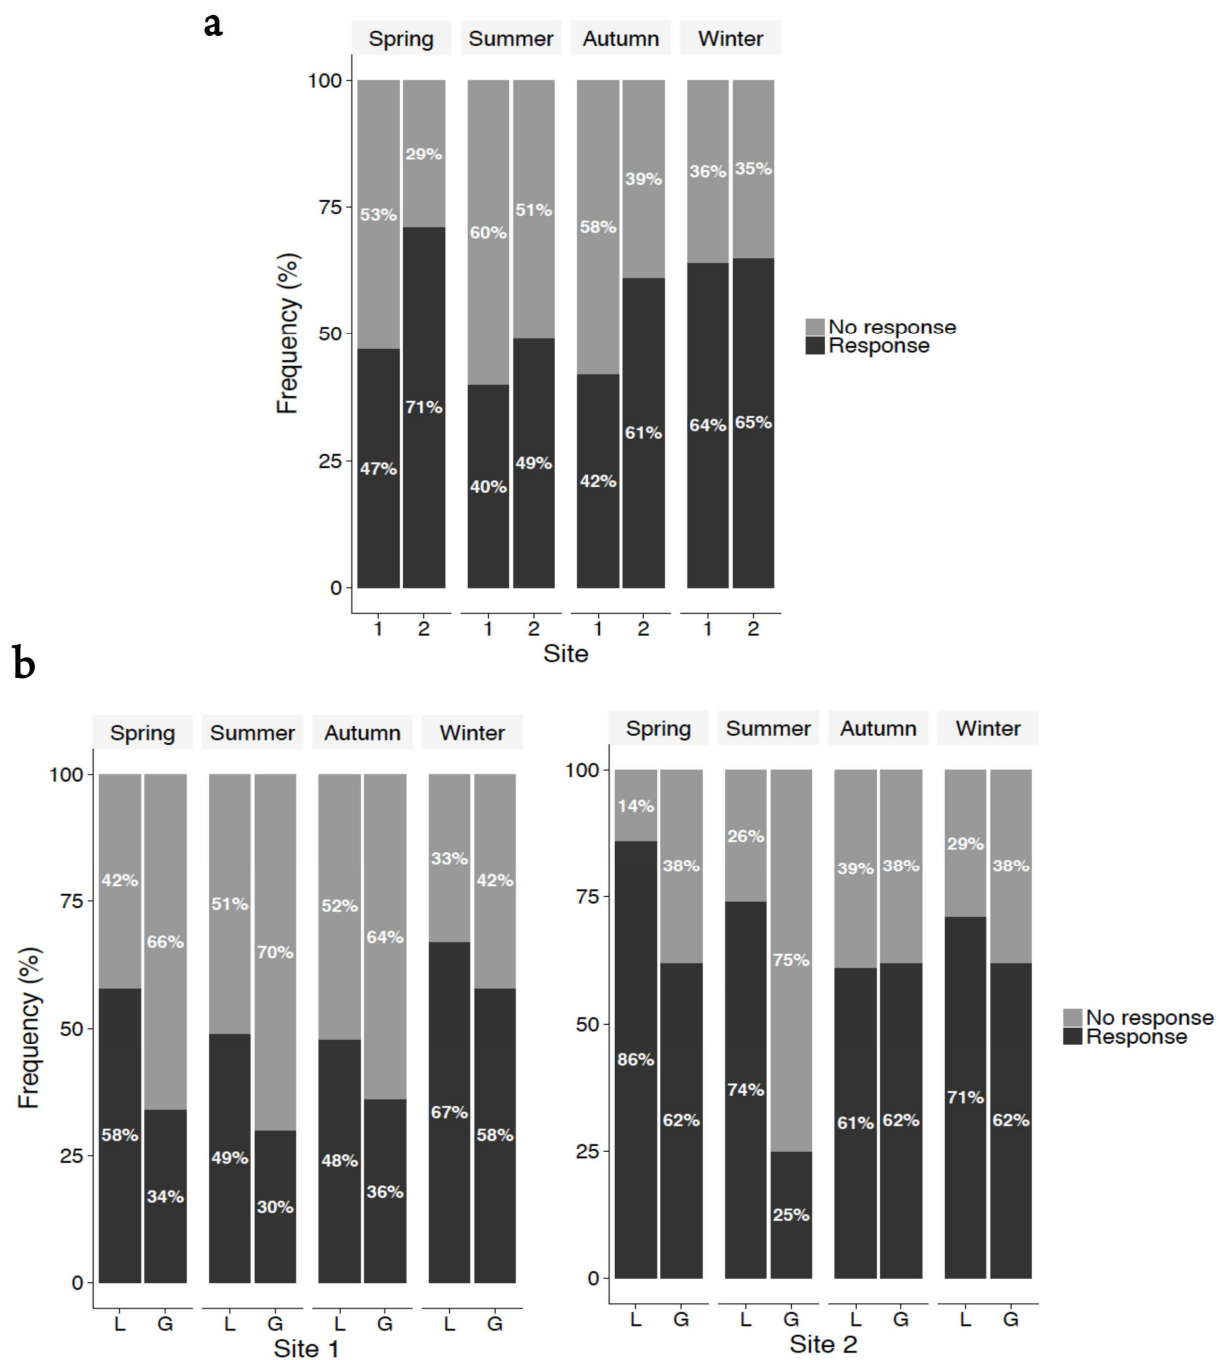 a
Spring Summer Autumn Winter
100
75
50
25
0
Frequency (%)
53% 29% 60% 51% 58% 39% 36% 35%
47% 71% 40% 49% 42% 61% 64% 65%
1 2 1 2 1 2 1 2
Site
No response
Response
b
Spring Summer Autumn Winter
100
75
50
25
0
Frequency (%)
42% 66% 51% 70% 52% 64% 33% 42%
58% 34% 49% 30% 48% 36% 67% 58%
L G L G L G L G
Site 1
Spring Summer Autumn Winter
100
75
50
25
0
14% 38% 26% 75% 39% 38% 29% 38%
86% 62% 74% 25% 61% 62% 71% 62%
L G L G L G L G
Site 2
No response
Response